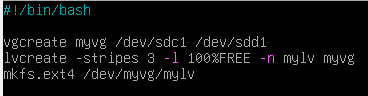 #!/bin/bash
vgcreate myvg /dev/sdc1 /dev/sdd1
lvcreate -stripes 3 -l 100%FREE -n mylv myvg
mkfs.ext4 /dev/myvg/mylv